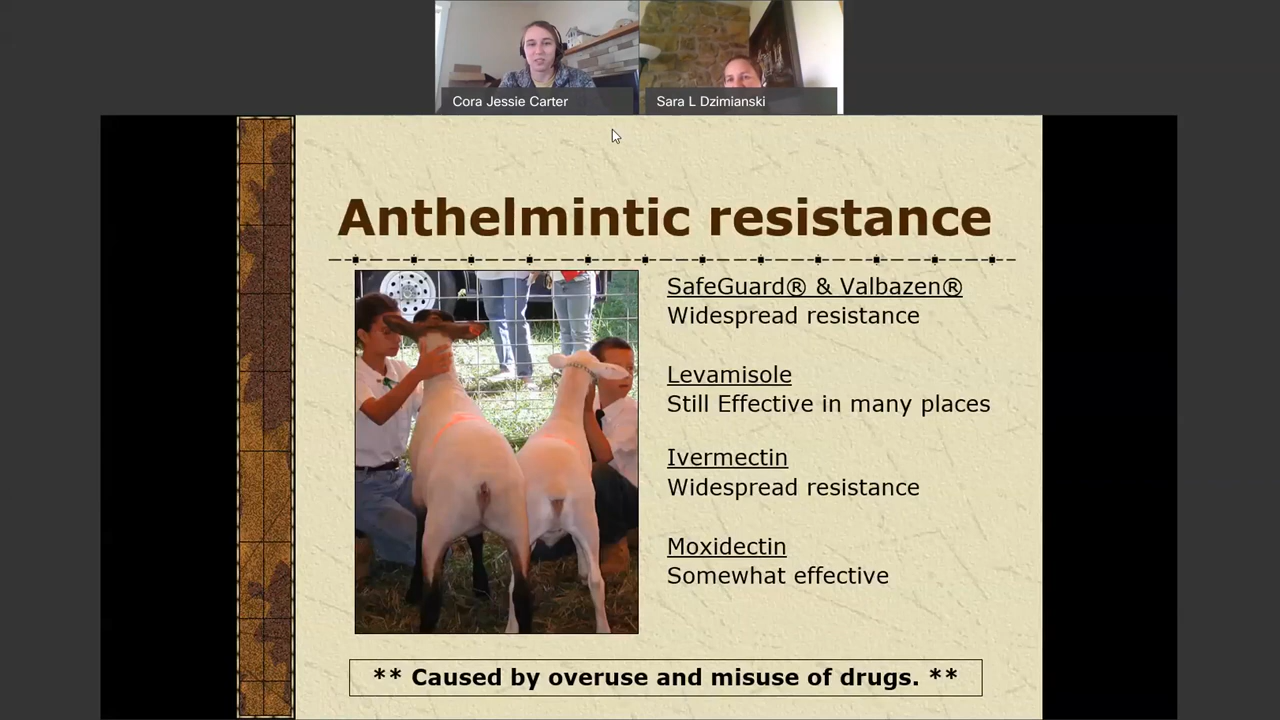 Cora Jessie Carter
Sara L Dzimianski
Anthelmintic resistance
SafeGuard® & Valbazen®
Widespread resistance
Levamisole
Still Effective in many places
Ivermectin
Widespread resistance
Moxidectin
Somewhat effective
** Caused by overuse and misuse of drugs. **